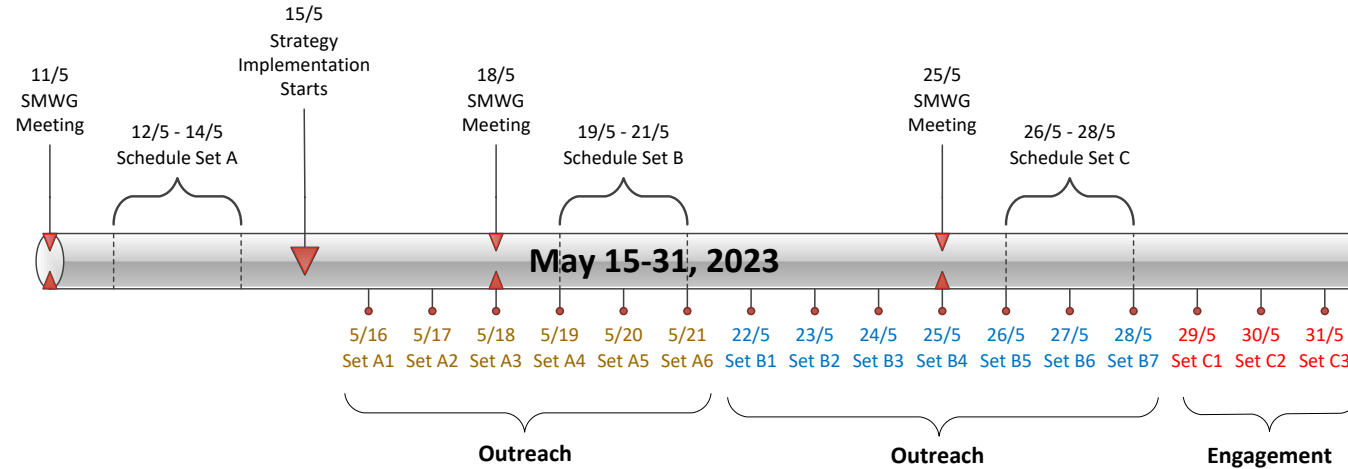 15/5
Strategy
Implementation
Starts
11/5
SMWG
Meeting
18/5
SMWG
Meeting
25/5
SMWG
Meeting
12/5 - 14/5
Schedule Set A
19/5 - 21/5
Schedule Set B
26/5 - 28/5
Schedule Set C
May 15-31, 2023
5/16
Set A1
5/17
Set A2
5/18
Set A3
5/19
Set A4
5/20
Set A5
5/21
Set A6
22/5
Set B1
23/5
Set B2
24/5
Set B3
25/5
Set B4
26/5
Set B5
27/5
Set B6
28/5
Set B7
29/5
Set C1
30/5
Set C2
31/5
Set C3
Outreach
Outreach
Engagement